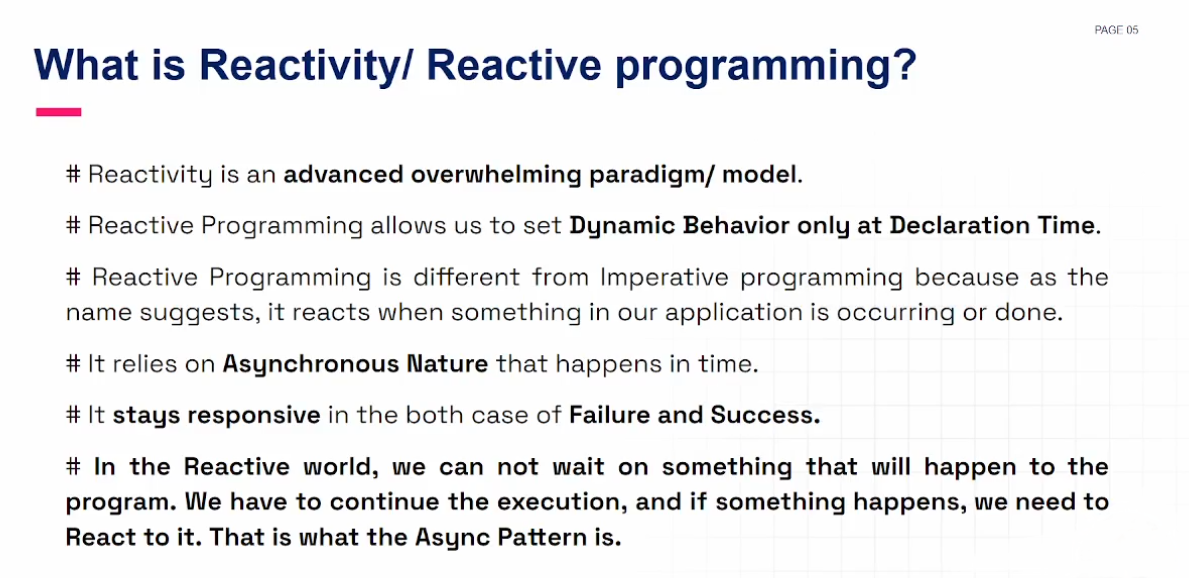 PAGE 05
What is Reactivity/ Reactive programming?
# Reactivity is an advanced overwhelming paradigm/ model.
# Reactive Programming allows us to set Dynamic Behavior only at Declaration Time.
# Reactive Programming is different from Imperative programming because as the
name suggests, it reacts when something in our application is occurring or done.
# It relies on Asynchronous Nature that happens in time.
# It stays responsive in the both case of Failure and Success.
# In the Reactive world, we can not wait on something that will happen to the
program. We have to continue the execution, and if something happens, we need to
React to it. That is what the Async Pattern is.